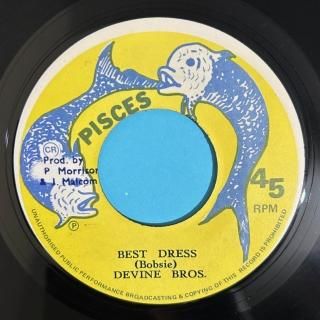 PISCES
CR
Prod. by
P Morrison
& J. Malcom
P
45
RPM
BEST DRESS
(Bobsie)
DEVINE BROS.
UNAUTHORISED PUBLIC PERFORMANCE BROADCASTING & COPYING OF THIS RECORD IS PROHIBITED